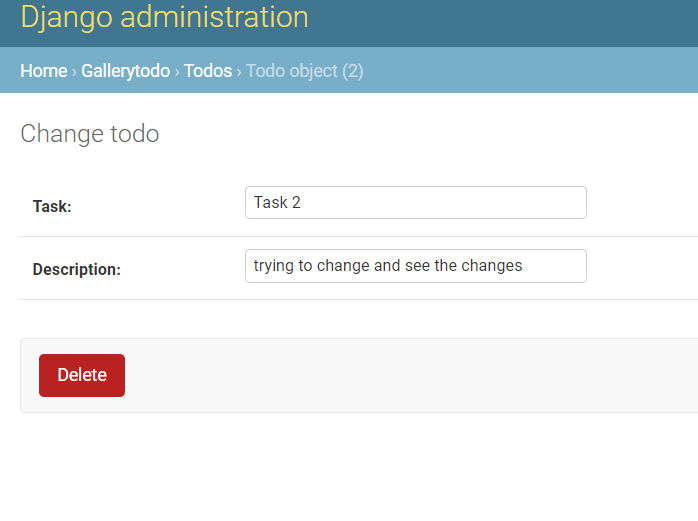 Django administration
Home › Gallerytodo › Todos › Todo object (2)
Change todo
Task: Task 2
Description: trying to change and see the changes
Delete